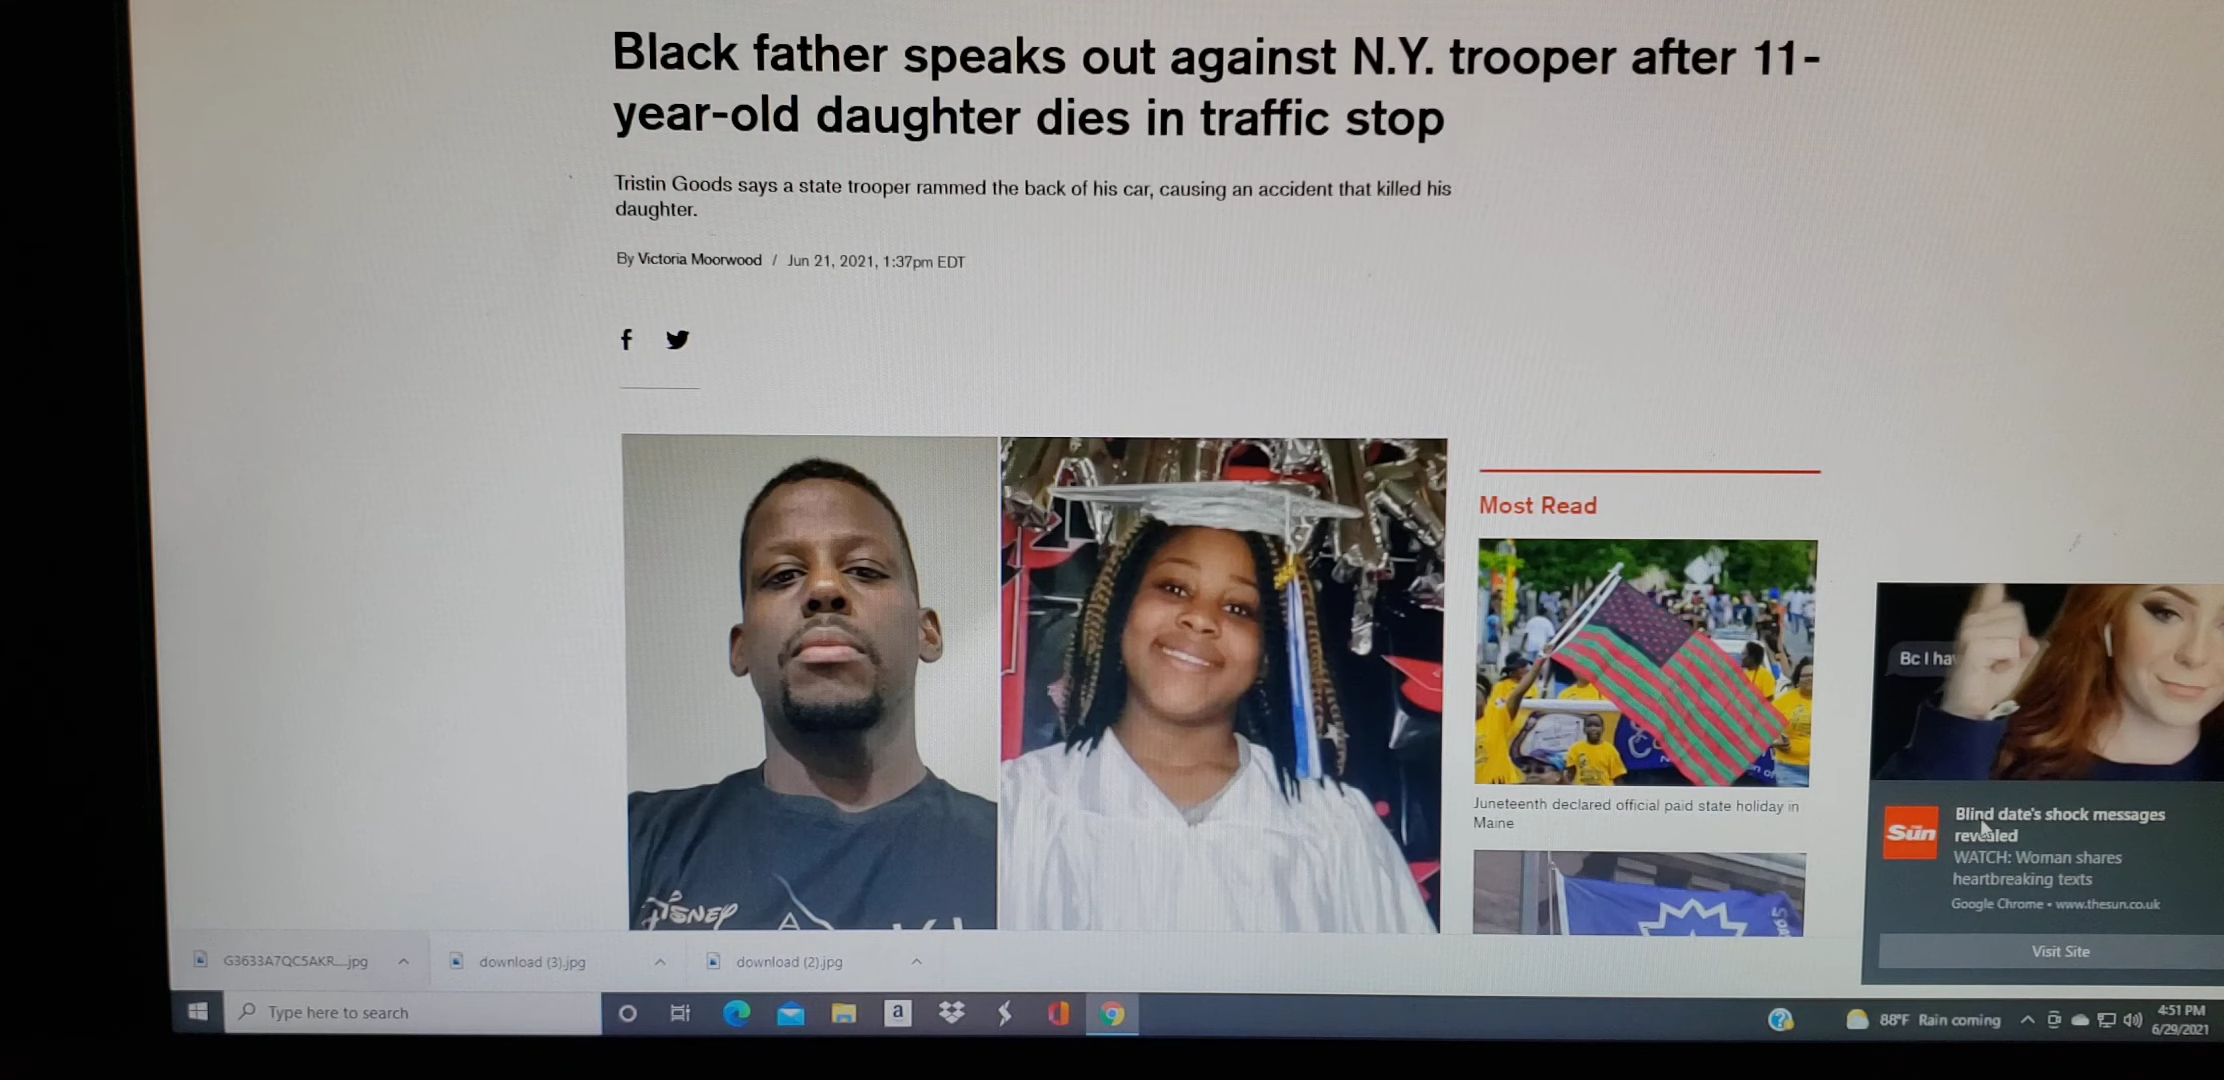 Black father speaks out against N.Y. trooper after 11-
year-old daughter dies in traffic stop
Tristin Goods says a state trooper rammed the back of his car, causing an accident that killed his
daughter.
By Victoria Moorwood / Jun 21, 2021, 1:37pm EDT
Most Read
Juneteenth declared official paid state holiday in
Maine
Disney
Bc I ha
Sun
Blind date's shock messages
revealed
WATCH: Woman shares
heartbreaking texts
Google Chrome • www.thesun.co.uk
Visit Site
G3633A7QC5AKR....jpg
download (3).jpg
download (2).jpg
Type here to search
a
88°F Rain coming
4:51 PM
6/29/2021